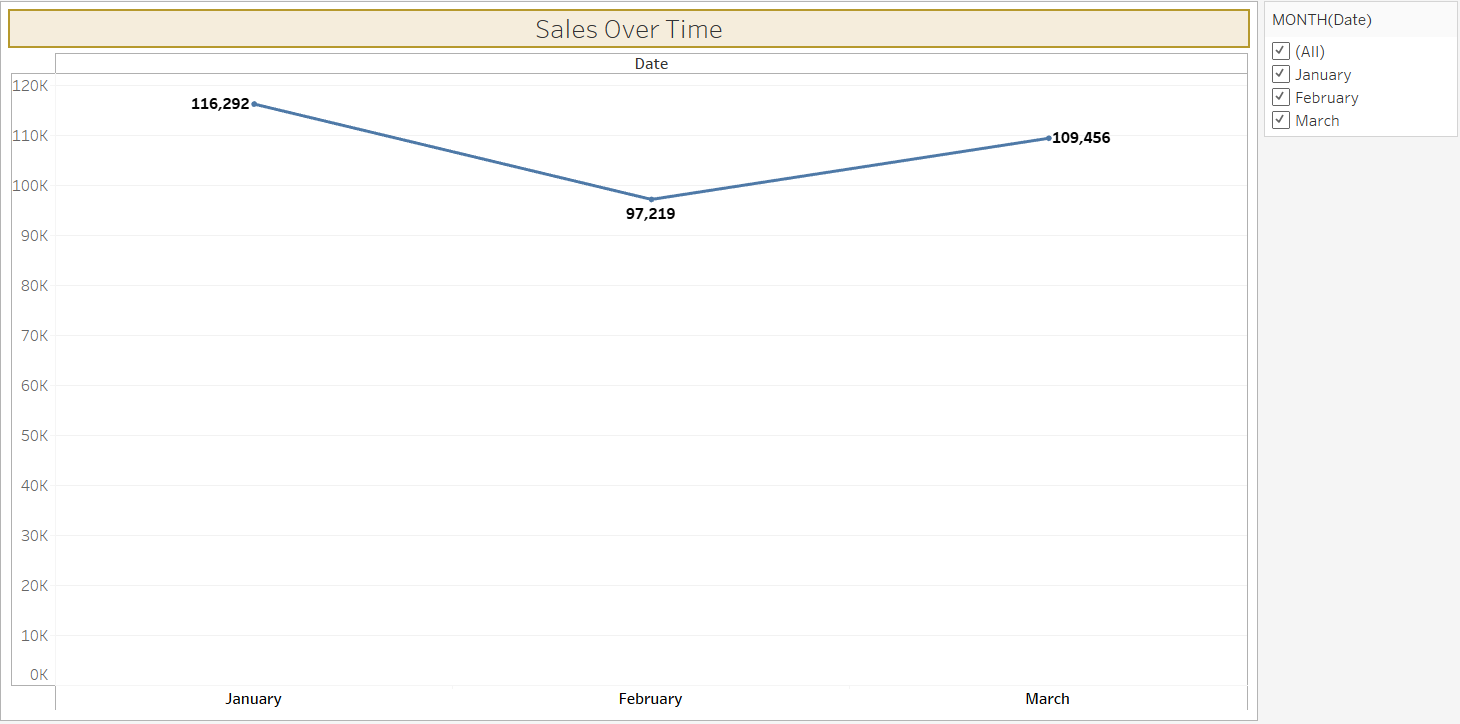 Sales Over Time
MONTH(Date)
(All)
January
February
March
Date
120K
110K
100K
90K
80K
70K
60K
50K
40K
30K
20K
10K
0K
116,292
97,219
109,456
January
February
March